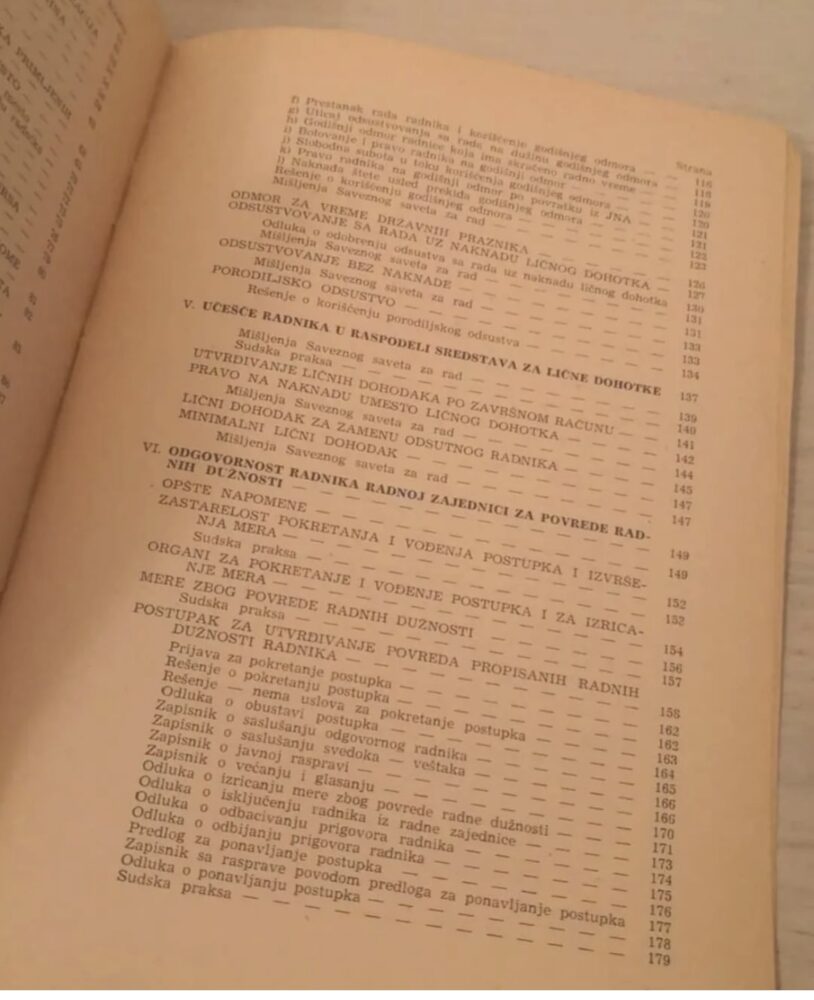 STO —
radnika
OME
TA
82
85
Strana
f) Prestanak rada radnika i korišćenje godišnjeg odmora — — 116
g) Uticaj odsustvovanja sa rada na dužinu godišnjeg odmora — 118
h) Godišnji odmor radnice koja ima skraćeno radno vreme — — 119
i) Bolovanje i pravo radnika na godišnji odmor — — — — 120
j) Slobodna subota u toku korišćenja godišnjeg odmora — — 120
k) Pravo radnika na godišnji odmor po povratku iz JNA — — 121
l) Naknada štete usled prekida godišnjeg odmora — — — — 121
Rešenje o korišćenju godišnjeg odmora — — — — — 122
Mišljenja Saveznog saveta za rad — — — — — — 123
ODMOR ZA VREME DRŽAVNIH PRAZNIKA — — — — 126
ODSUSTVOVANJE SA RADA UZ NAKNADU LIČNOG DOHOTKA — 127
Odluka o odobrenju odsustva sa rada uz naknadu ličnog dohotka 130
Mišljenja Saveznog saveta za rad — — — — — — 131
ODSUSTVOVANJE BEZ NAKNADE — — — — — — 131
Mišljenja Saveznog saveta za rad — — — — — — 133
PORODILJSKO ODSUSTVO — — — — — — — 133
Rešenje o korišćenju porodiljskog odsustva — — — — 134
V. UČEŠĆE RADNIKA U RASPODELI SREDSTAVA ZA LIČNE DOHOTKE 137
Mišljenja Saveznog saveta za rad — — — — — — 139
Sudska praksa — — — — — — — — — 140
UTVRĐIVANJE LIČNIH DOHODAKA PO ZAVRŠNOM RAČUNU — — 141
PRAVO NA NAKNADU UMESTO LIČNOG DOHOTKA — — — 142
Mišljenja Saveznog saveta za rad — — — — — — 144
LIČNI DOHODAK ZA ZAMENU ODSUTNOG RADNIKA — — — 145
MINIMALNI LIČNI DOHODAK — — — — — — — 147
Mišljenja Saveznog saveta za rad — — — — — — 147
VI. ODGOVORNOST RADNIKA RADNOJ ZAJEDNICI ZA POVREDE RAD-
NIH DUŽNOSTI — — — — — — — — — 149
OPŠTE NAPOMENE — — — — — — — — — 149
ZASTARELOST POKRETANJA I VOĐENJA POSTUPKA I IZVRŠE-
NJA MERA — — — — — — — — — — 152
Sudska praksa — — — — — — — — — 152
ORGANI ZA POKRETANJE I VOĐENJE POSTUPKA I ZA IZRICA-
NJE MERA — — — — — — — — — — 154
MERE ZBOG POVREDE RADNIH DUŽNOSTI — — — — 156
Sudska praksa — — — — — — — — — 157
POSTUPAK ZA UTVRĐIVANJE POVREDA PROPISANIH RADNIH
DUŽNOSTI RADNIKA — — — — — — — — 158
Prijava za pokretanje postupka — — — — — — 162
Rešenje o pokretanju postupka — — — — — — 162
Rešenje — nema uslova za pokretanje postupka — — — 163
Odluka o obustavi postupka — — — — — — — 164
Zapisnik o saslušanju odgovornog radnika — — — — 165
Zapisnik o saslušanju svedoka — veštaka — — — — 166
Zapisnik o javnoj raspravi — — — — — — — 166
Zapisnik o većanju i glasanju — — — — — — 170
Odluka o izricanju mere zbog povrede radne dužnosti — — 171
Odluka o isključenju radnika iz radne zajednice — — — 173
Odluka o odbacivanju prigovora radnika — — — — — 174
Odluka o odbijanju prigovora radnika — — — — — 175
Predlog za ponavljanje postupka — — — — — — 176
Zapisnik sa rasprave povodom predloga za ponavljanje postupka 177
Odluka o ponavljanju postupka — — — — — — — 178
Sudska praksa — — — — — — — — — — 179